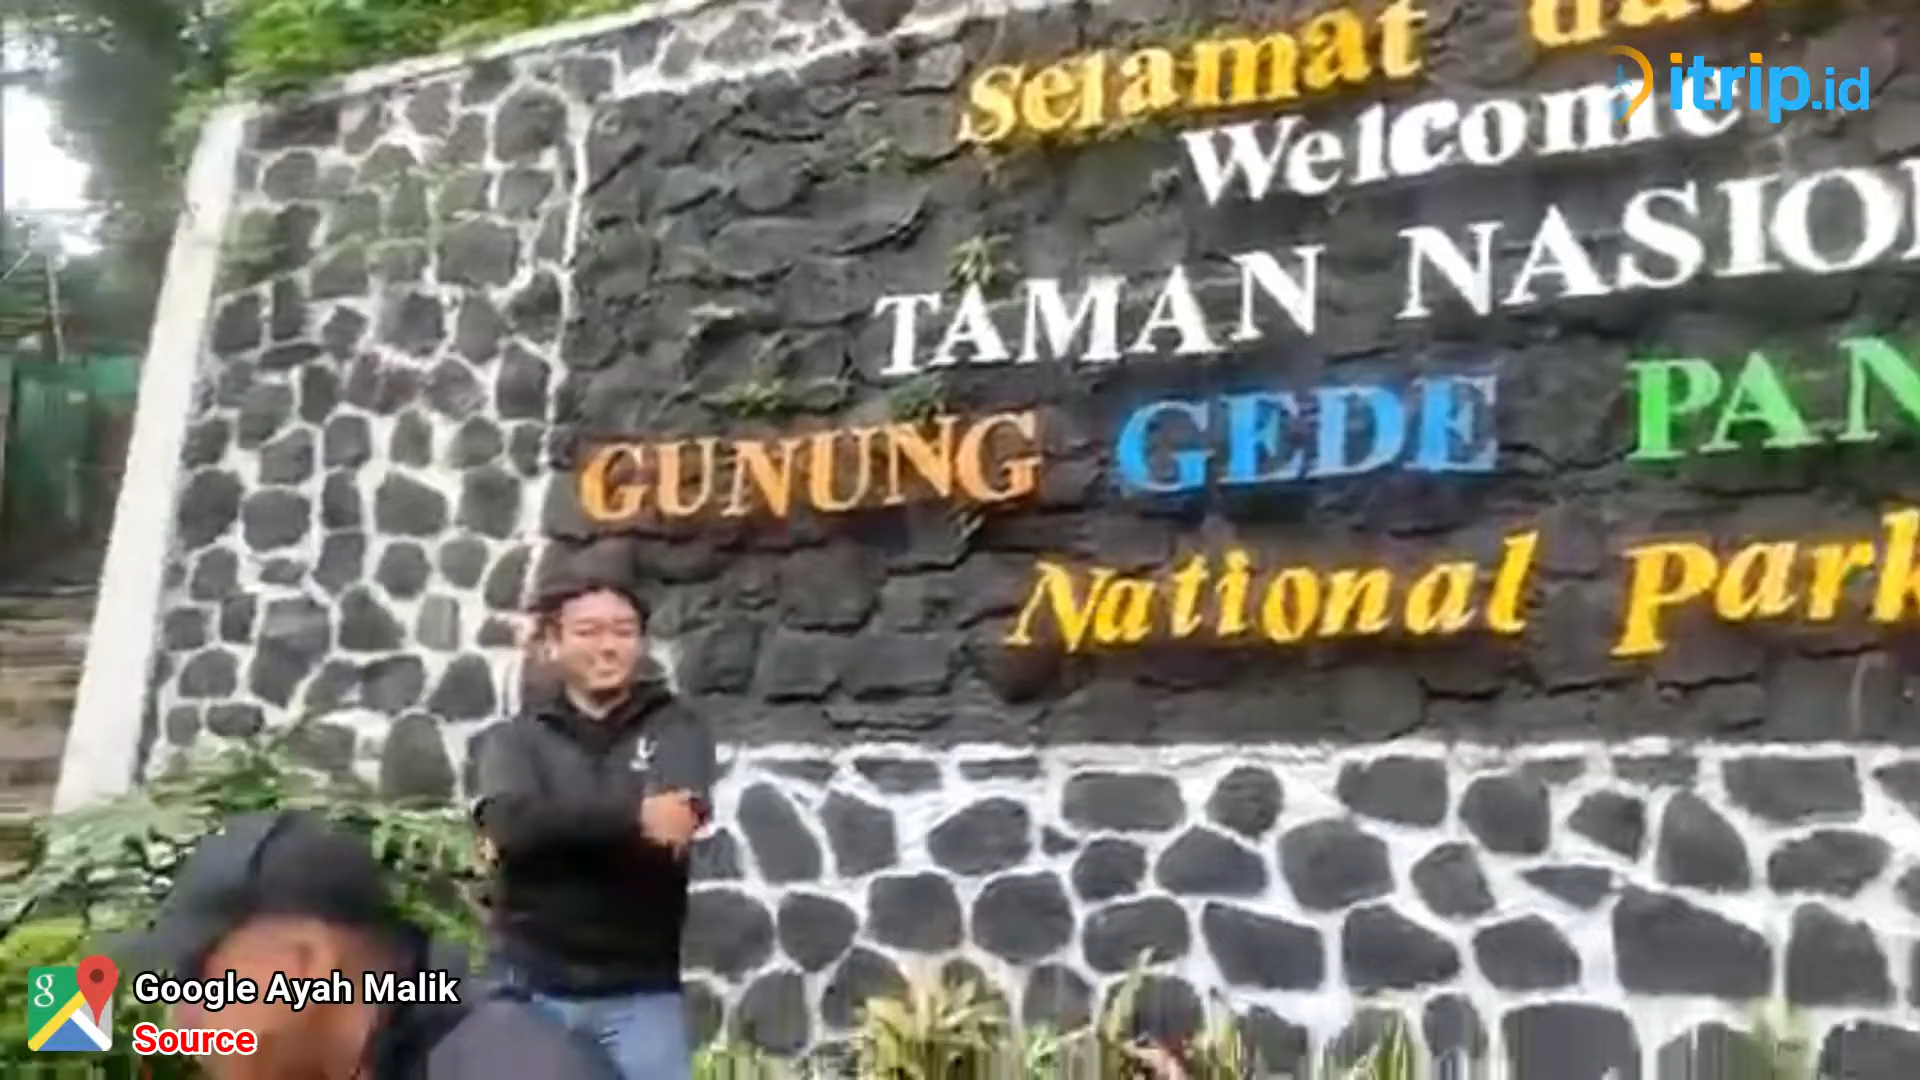 Selamat
itrip.id
Welcome
TAMAN NASIO
GUNUNG GEDE PAN
National Park
Google Ayah Malik
Source